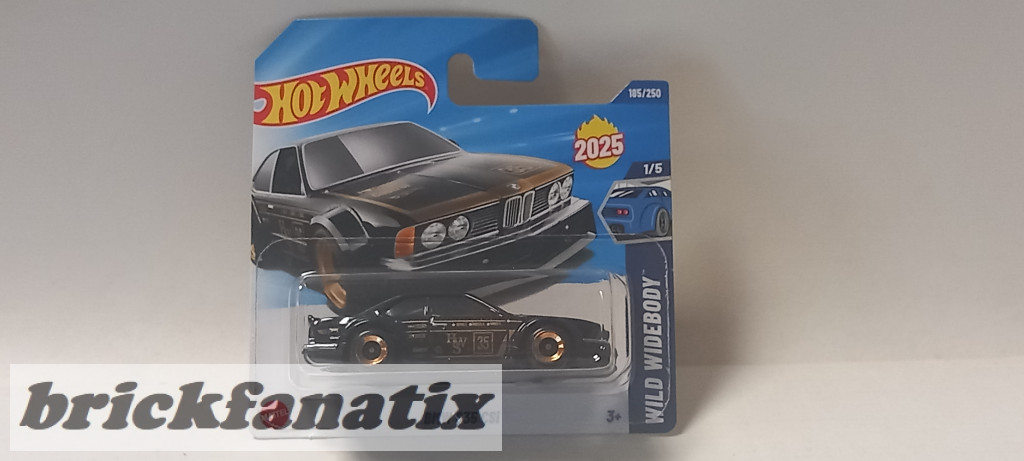 HOT WHEELS
185/250
2025
1/5
WILD WIDEBODY
35
3+
brickfanatix